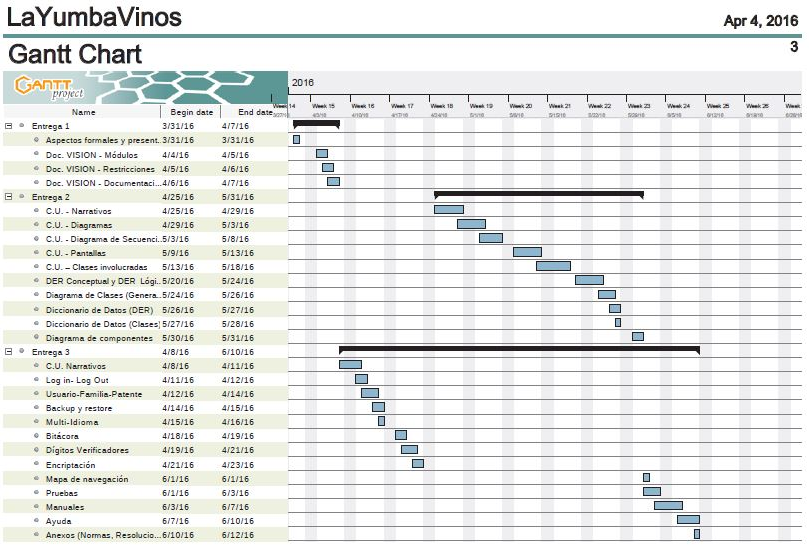 LaYumbaVinos
Apr 4, 2016
Gantt Chart
3
GANTT project
2016
Week 14 Week 15 Week 16 Week 17 Week 18 Week 19 Week 20 Week 21 Week 22 Week 23 Week 24 Week 25 Week 26 Week
Name Begin date End date
Entrega 1 3/31/16 4/7/16
Aspectos formales y present. 3/31/16 3/31/16
Doc. VISION - Módulos 4/4/16 4/5/16
Doc. VISION - Restricciones 4/5/16 4/6/16
Doc. VISION - Documentaci... 4/6/16 4/7/16
Entrega 2 4/25/16 5/31/16
C.U. - Narrativos 4/25/16 4/29/16
C.U. - Diagramas 4/29/16 5/3/16
C.U. - Diagrama de Secuenci.. 5/3/16 5/8/16
C.U. - Pantallas 5/9/16 5/13/16
C.U. – Clases involucradas 5/13/16 5/18/16
DER Conceptual y DER Lógi.. 5/20/16 5/24/16
Diagrama de Clases (Genera.. 5/24/16 5/26/16
Diccionario de Datos (DER) 5/26/16 5/27/16
Diccionario de Datos (Clases) 5/27/16 5/28/16
Diagrama de componentes 5/30/16 5/31/16
Entrega 3 4/8/16 6/10/16
C.U. Narrativos 4/8/16 4/11/16
Log in- Log Out 4/11/16 4/12/16
Usuario-Familia-Patente 4/12/16 4/14/16
Backup y restore 4/14/16 4/15/16
Multi-Idioma 4/15/16 4/16/16
Bitácora 4/18/16 4/19/16
Dígitos Verificadores 4/19/16 4/21/16
Encriptación 4/21/16 4/23/16
Mapa de navegación 6/1/16 6/1/16
Pruebas 6/1/16 6/3/16
Manuales 6/3/16 6/7/16
Ayuda 6/7/16 6/10/16
Anexos (Normas, Resolucio... 6/10/16 6/12/16